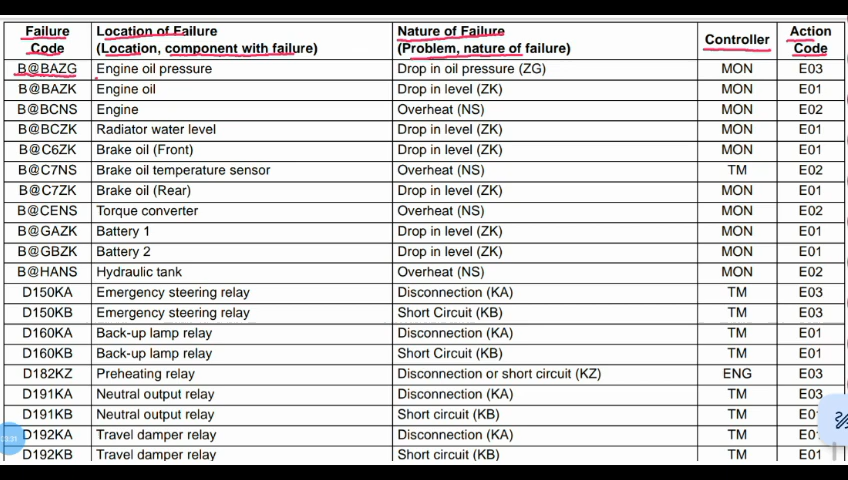 Failure Code | Location of Failure (Location, component with failure) | Nature of Failure (Problem, nature of failure) | Controller | Action Code
B@BAZG | Engine oil pressure | Drop in oil pressure (ZG) | MON | E03
B@BAZK | Engine oil | Drop in level (ZK) | MON | E01
B@BCNS | Engine | Overheat (NS) | MON | E02
B@BCZK | Radiator water level | Drop in level (ZK) | MON | E01
B@C6ZK | Brake oil (Front) | Drop in level (ZK) | MON | E01
B@C7NS | Brake oil temperature sensor | Overheat (NS) | TM | E02
B@C7ZK | Brake oil (Rear) | Drop in level (ZK) | MON | E01
B@CENS | Torque converter | Overheat (NS) | MON | E02
B@GAZK | Battery 1 | Drop in level (ZK) | MON | E01
B@GBZK | Battery 2 | Drop in level (ZK) | MON | E01
B@HANS | Hydraulic tank | Overheat (NS) | MON | E02
D150KA | Emergency steering relay | Disconnection (KA) | TM | E03
D150KB | Emergency steering relay | Short Circuit (KB) | TM | E03
D160KA | Back-up lamp relay | Disconnection (KA) | TM | E01
D160KB | Back-up lamp relay | Short Circuit (KB) | TM | E01
D182KZ | Preheating relay | Disconnection or short circuit (KZ) | ENG | E03
D191KA | Neutral output relay | Disconnection (KA) | TM | E03
D191KB | Neutral output relay | Short circuit (KB) | TM
D192KA | Travel damper relay | Disconnection (KA) | TM
D192KB | Travel damper relay | Short circuit (KB) | TM | E01